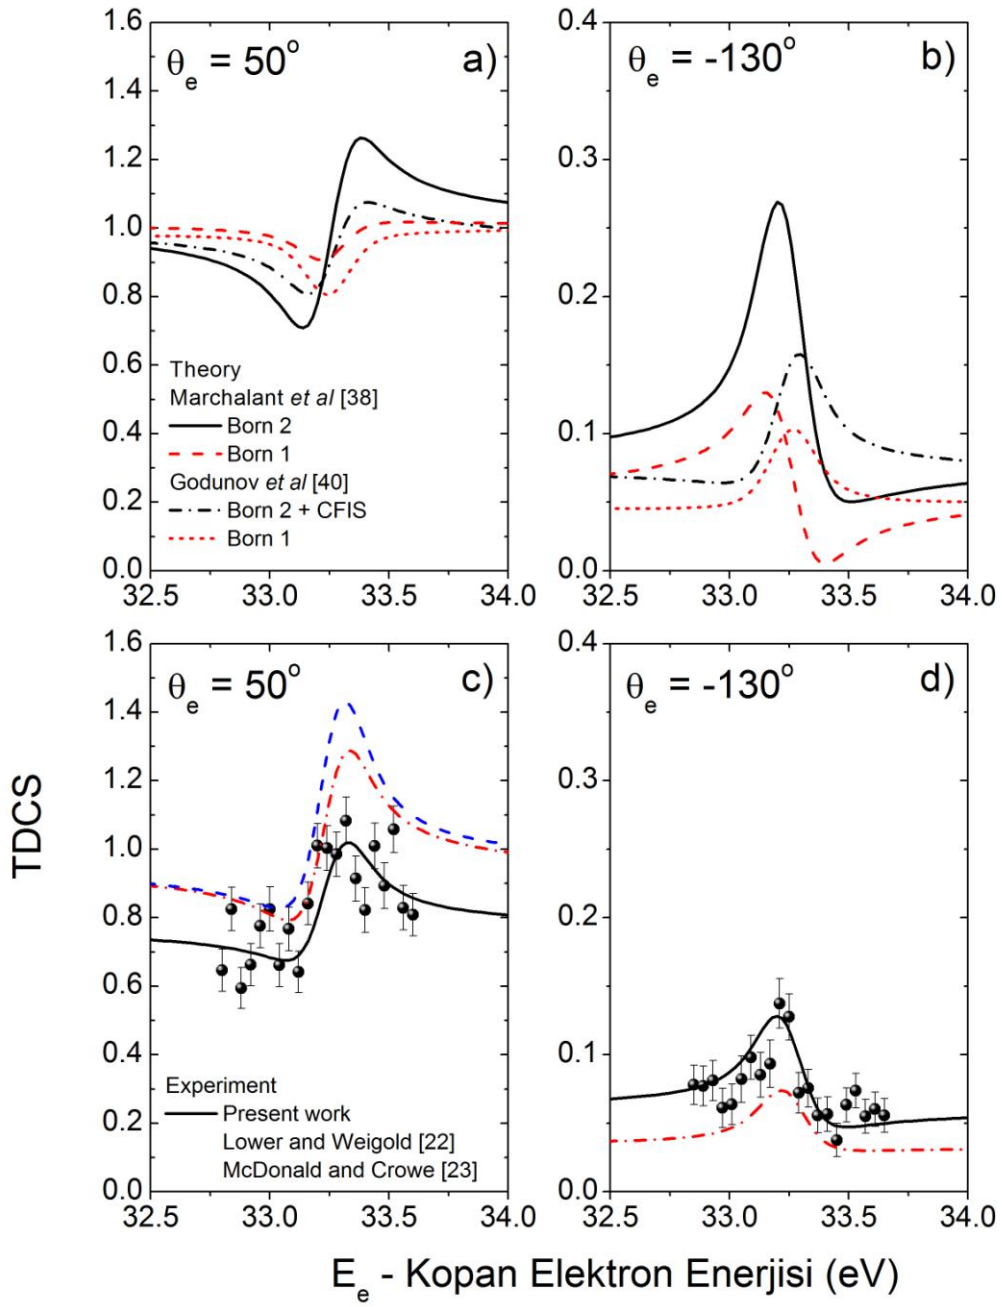 1.6
1.4
1.2
1.0
0.8
0.6
0.4
0.2
0.0
θe = 50o
a)
Theory
Marchalant et al [38]
Born 2
Born 1
Godunov et al [40]
Born 2 + CFIS
Born 1
32.5 33.0 33.5 34.0
0.4
0.3
0.2
0.1
0.0
θe = -130o
b)
32.5 33.0 33.5 34.0
TDCS
1.6
1.4
1.2
1.0
0.8
0.6
0.4
0.2
0.0
θe = 50o
c)
Experiment
Present work
Lower and Weigold [22]
McDonald and Crowe [23]
32.5 33.0 33.5 34.0
0.4
0.3
0.2
0.1
0.0
θe = -130o
d)
32.5 33.0 33.5 34.0
Ee - Kopan Elektron Enerjisi (eV)